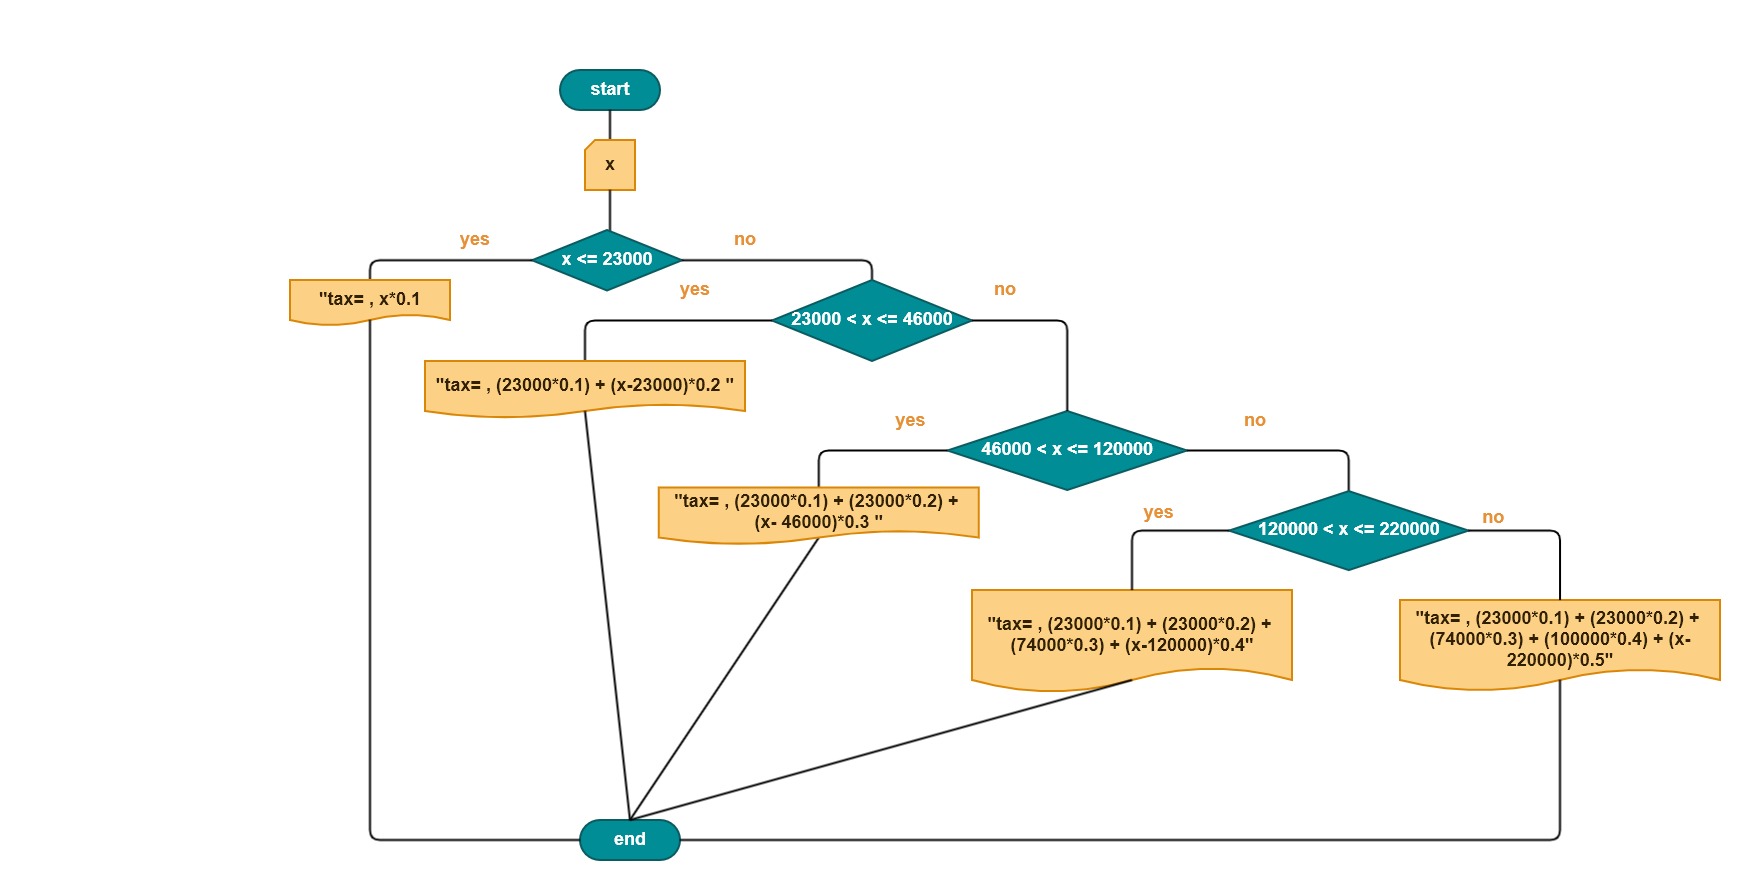 start
x
yes
no
x <= 23000
"tax= , x*0.1
yes
no
23000 < x <= 46000
"tax= , (23000*0.1) + (x-23000)*0.2 "
yes
no
46000 < x <= 120000
"tax= , (23000*0.1) + (23000*0.2) +
(x- 46000)*0.3 "
yes
no
120000 < x <= 220000
"tax= , (23000*0.1) + (23000*0.2) +
(74000*0.3) + (x-120000)*0.4"
"tax= , (23000*0.1) + (23000*0.2) +
(74000*0.3) + (100000*0.4) + (x-
220000)*0.5"
end